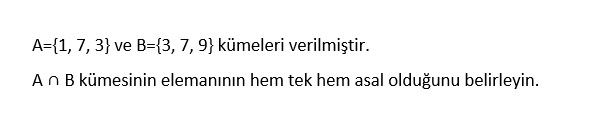 A={1, 7, 3} ve B={3, 7, 9} kümeleri verilmiştir.
A ∩ B kümesinin elemanının hem tek hem asal olduğunu belirleyin.